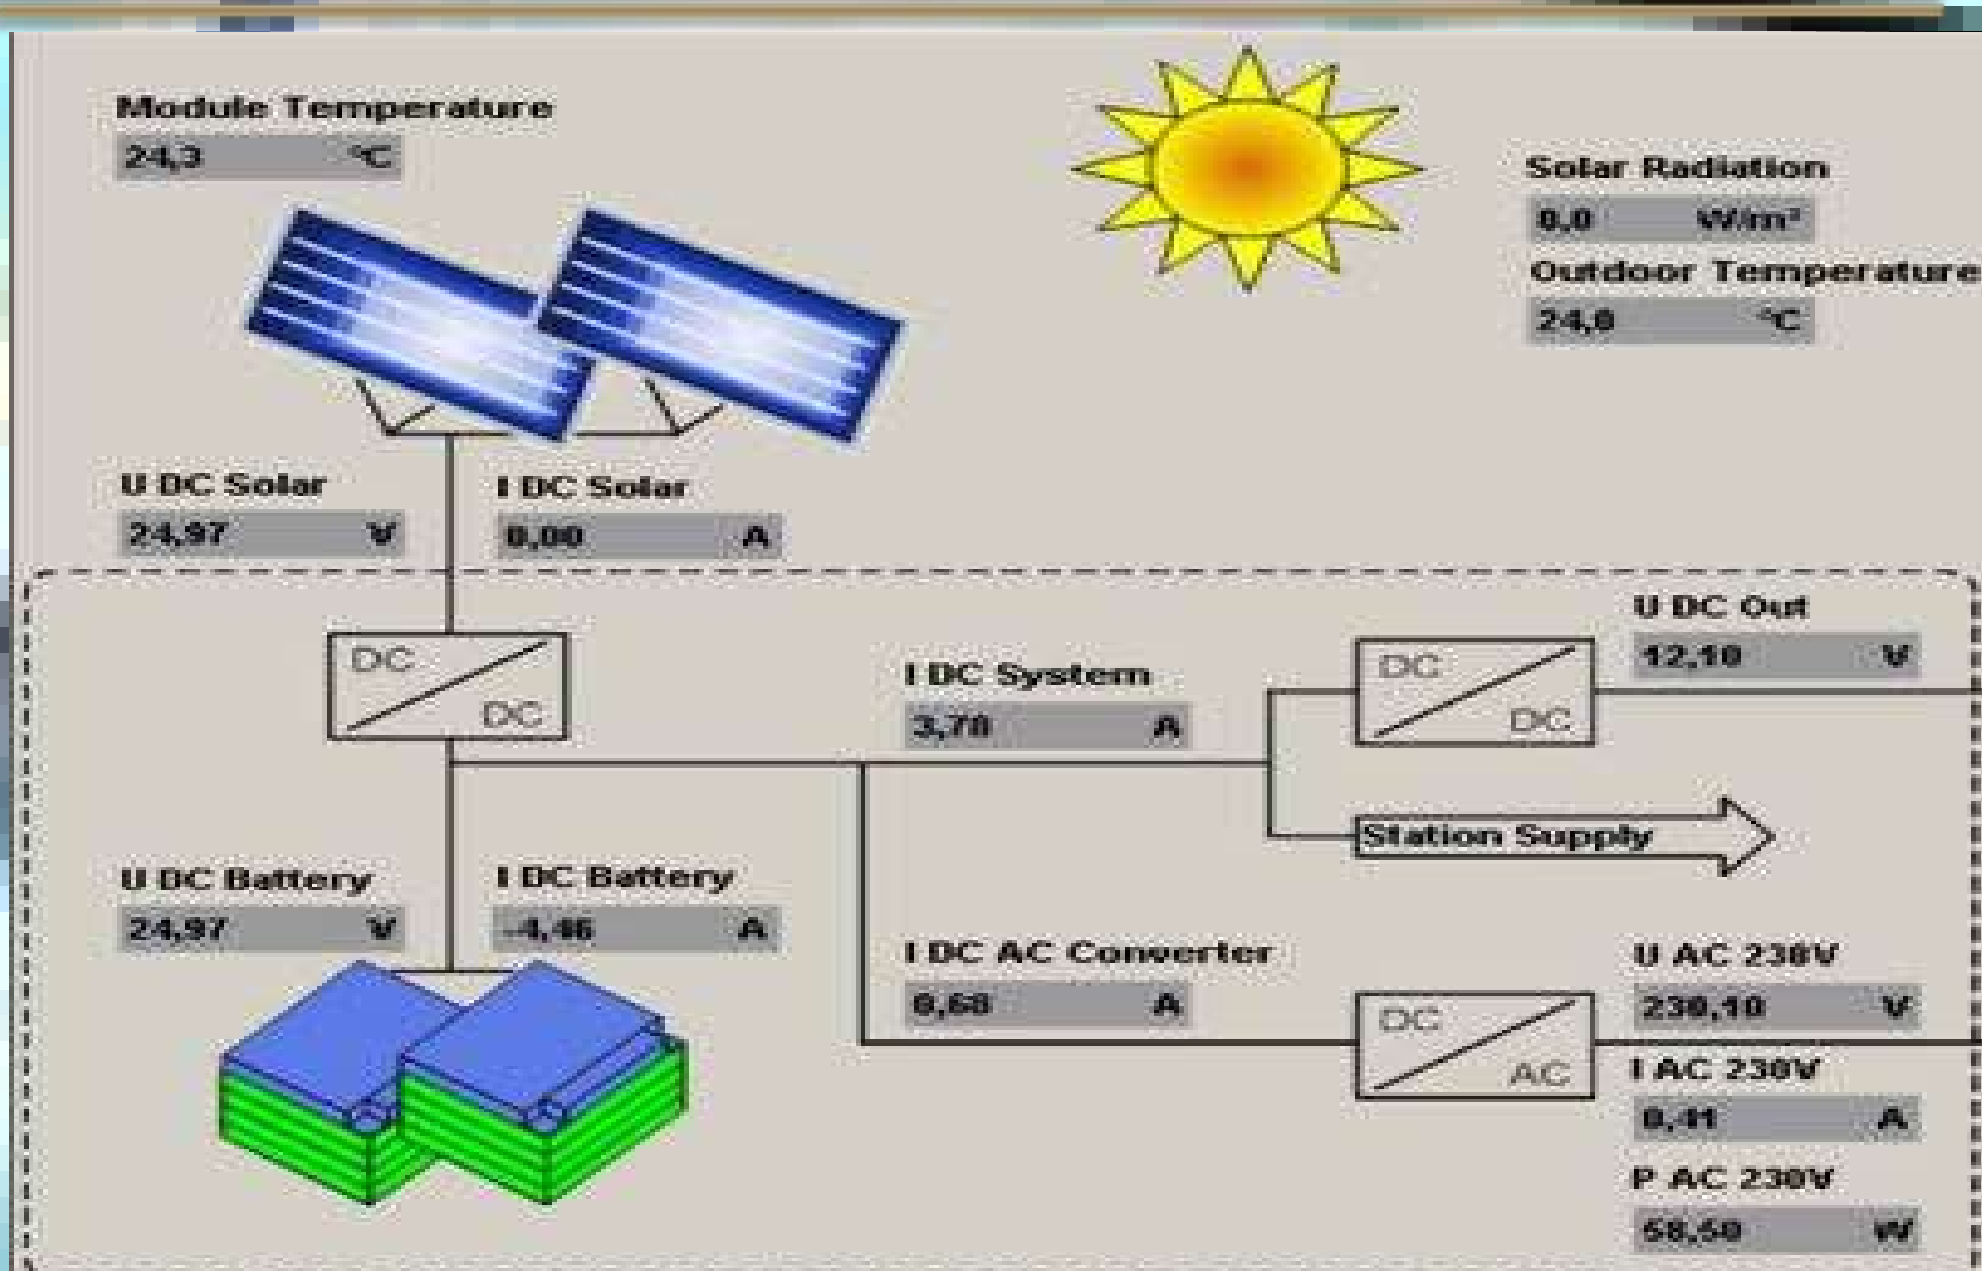 Module Temperature
24,3 °C
Solar Radiation
0,0 W/m²
Outdoor Temperature
24,0 °C
U DC Solar
24,97 V
I DC Solar
0,00 A
DC
DC
I DC System
3,78 A
DC
DC
U DC Out
12,10 V
Station Supply
U DC Battery
24,97 V
I DC Battery
-4,46 A
I DC AC Converter
0,68 A
DC
AC
U AC 230V
230,10 V
I AC 230V
0,41 A
P AC 230V
58,50 W